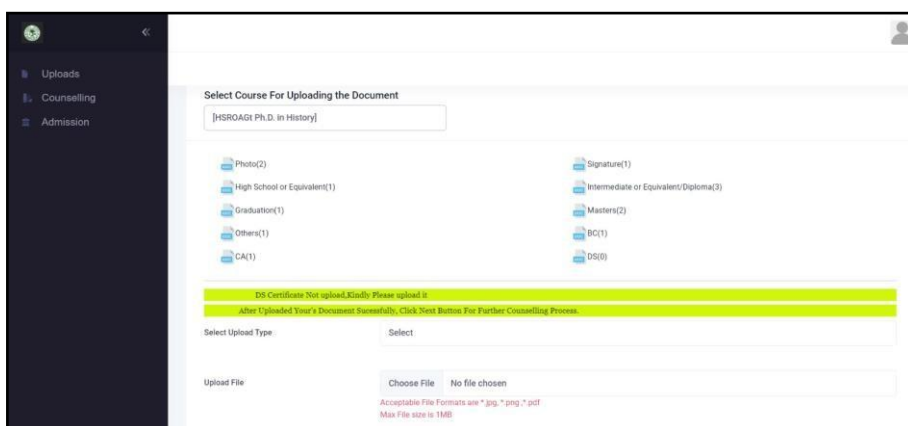 Uploads
Counselling
Admission
Select Course For Uploading the Document
[HSROAGt Ph.D. in History]
Photo(2)
Signature(1)
High School or Equivalent(1)
Intermediate or Equivalent/Diploma(3)
Graduation(1)
Masters(2)
Others(1)
BC(1)
CA(1)
DS(0)
DS Certificate Not upload,Kindly Please upload it
After Uploaded Your's Document Sucessfully, Click Next Button For Further Counselling Process.
Select Upload Type
Select
Upload File
Choose File No file chosen
Acceptable File Formats are *.jpg, *.png ,*.pdf
Max File size is 1MB